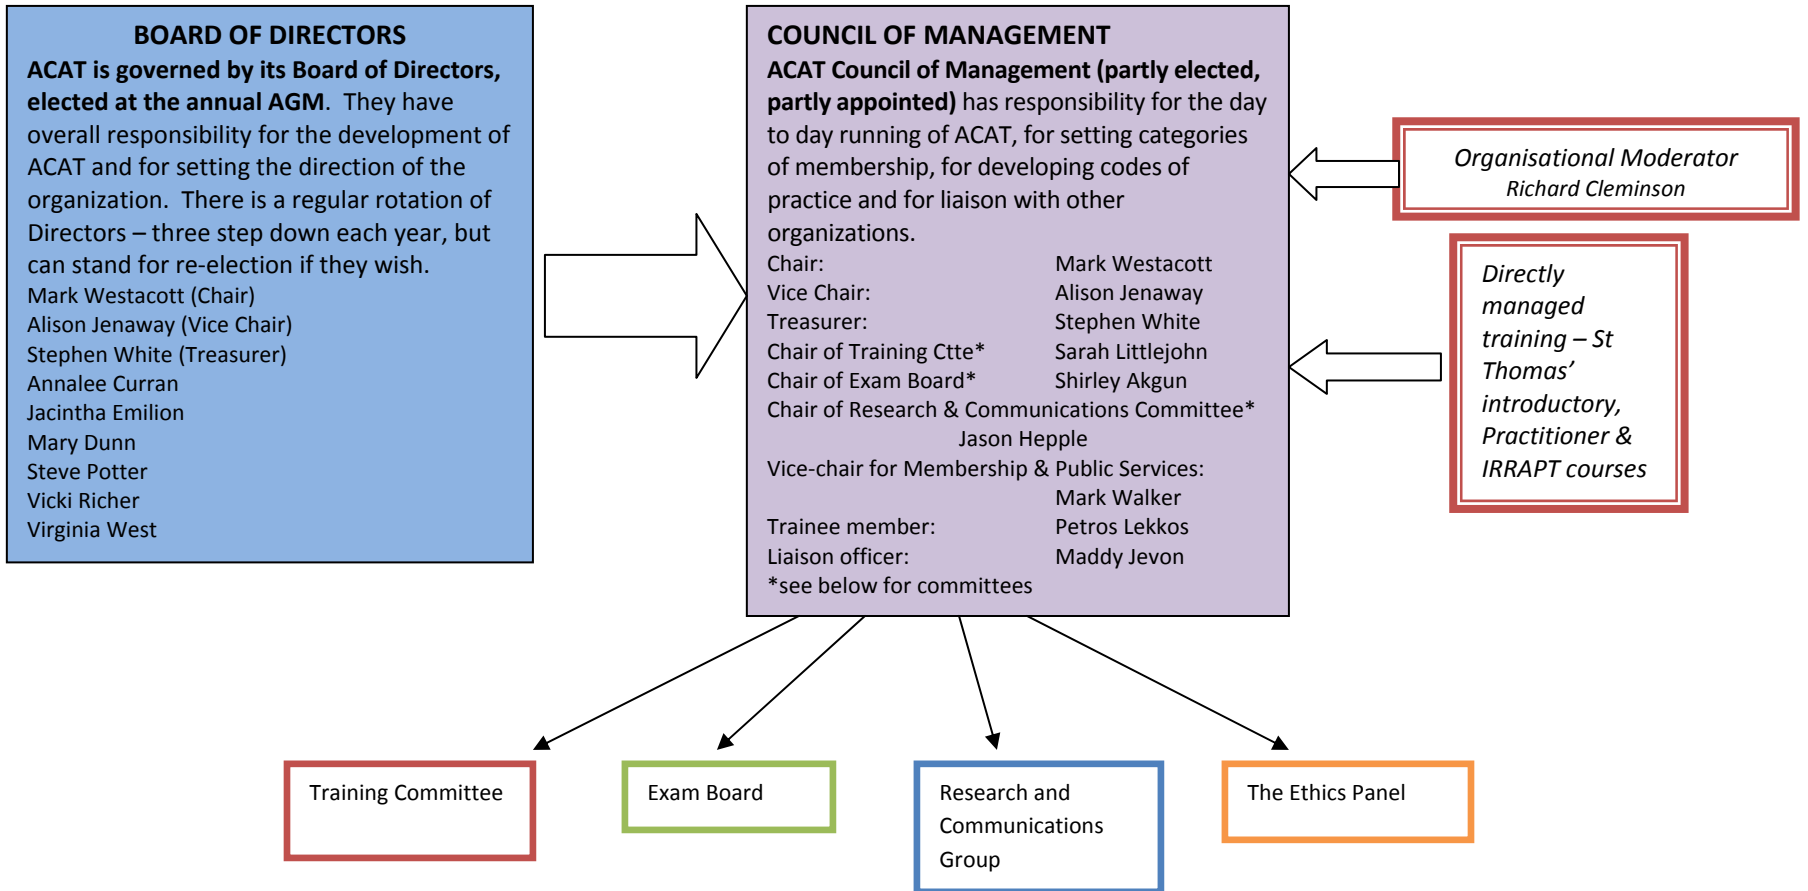 BOARD OF DIRECTORS
ACAT is governed by its Board of Directors,
elected at the annual AGM. They have
overall responsibility for the development of
ACAT and for setting the direction of the
organization. There is a regular rotation of
Directors – three step down each year, but
can stand for re-election if they wish.
Mark Westacott (Chair)
Alison Jenaway (Vice Chair)
Stephen White (Treasurer)
Annalee Curran
Jacintha Emilion
Mary Dunn
Steve Potter
Vicki Richer
Virginia West
COUNCIL OF MANAGEMENT
ACAT Council of Management (partly elected,
partly appointed) has responsibility for the day
to day running of ACAT, for setting categories
of membership, for developing codes of
practice and for liaison with other
organizations.
Chair: Mark Westacott
Vice Chair: Alison Jenaway
Treasurer: Stephen White
Chair of Training Ctte* Sarah Littlejohn
Chair of Exam Board* Shirley Akgun
Chair of Research & Communications Committee*
Jason Hepple
Vice-chair for Membership & Public Services:
Mark Walker
Trainee member: Petros Lekkos
Liaison officer: Maddy Jevon
*see below for committees
Organisational Moderator
Richard Cleminson
Directly
managed
training – St
Thomas’
introductory,
Practitioner &
IRRAPT courses
Training Committee
Exam Board
Research and
Communications
Group
The Ethics Panel